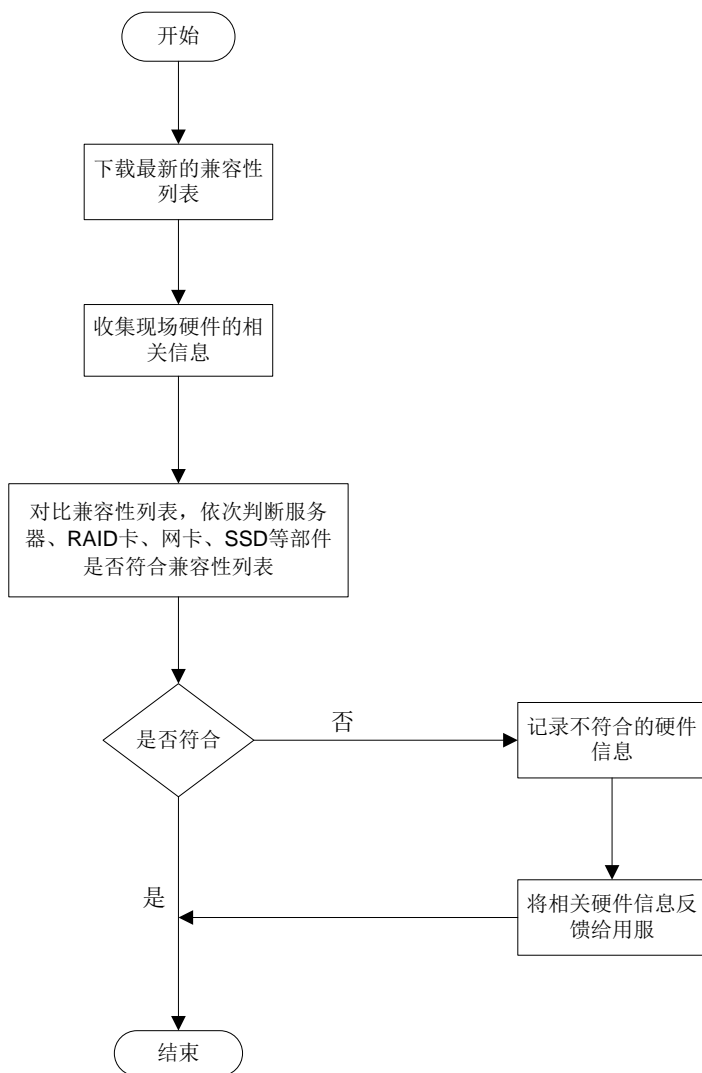 开始
下载最新的兼容性
列表
收集现场硬件的相
关信息
对比兼容性列表，依次判断服务
器、RAID卡、网卡、SSD等部件
是否符合兼容性列表
是否符合
否
记录不符合的硬件
信息
是
将相关硬件信息反
馈给用服
结束